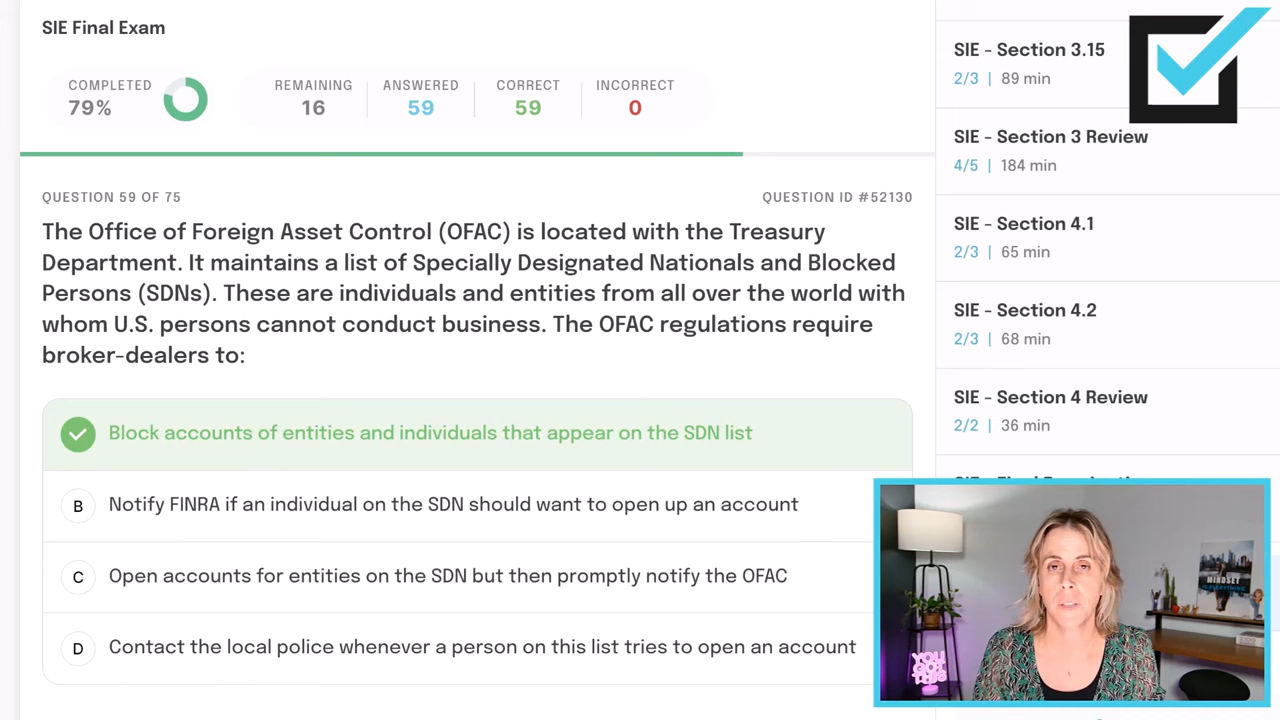 SIE Final Exam
COMPLETED
79%
REMAINING
16
ANSWERED
59
CORRECT
59
INCORRECT
0
QUESTION 59 OF 75
QUESTION ID #52130
The Office of Foreign Asset Control (OFAC) is located with the Treasury
Department. It maintains a list of Specially Designated Nationals and Blocked
Persons (SDNs). These are individuals and entities from all over the world with
whom U.S. persons cannot conduct business. The OFAC regulations require
broker-dealers to:
Block accounts of entities and individuals that appear on the SDN list
B Notify FINRA if an individual on the SDN should want to open up an account
C Open accounts for entities on the SDN but then promptly notify the OFAC
D Contact the local police whenever a person on this list tries to open an account
SIE - Section 3.15
2/3 | 89 min
SIE - Section 3 Review
4/5 | 184 min
SIE - Section 4.1
2/3 | 65 min
SIE - Section 4.2
2/3 | 68 min
SIE - Section 4 Review
2/2 | 36 min
MINDSET
IS EVERYTHING
YOU
GOT
THIS